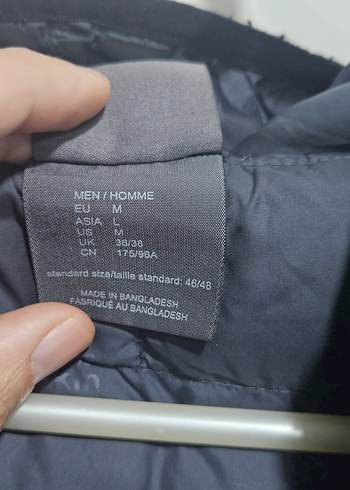 MEN / HOMME
EU M
ASIA L
US M
UK 36/38
CN 175/96A
standard size/taille standard: 46/48
MADE IN BANGLADESH
FABRIQUÉ AU BANGLADESH